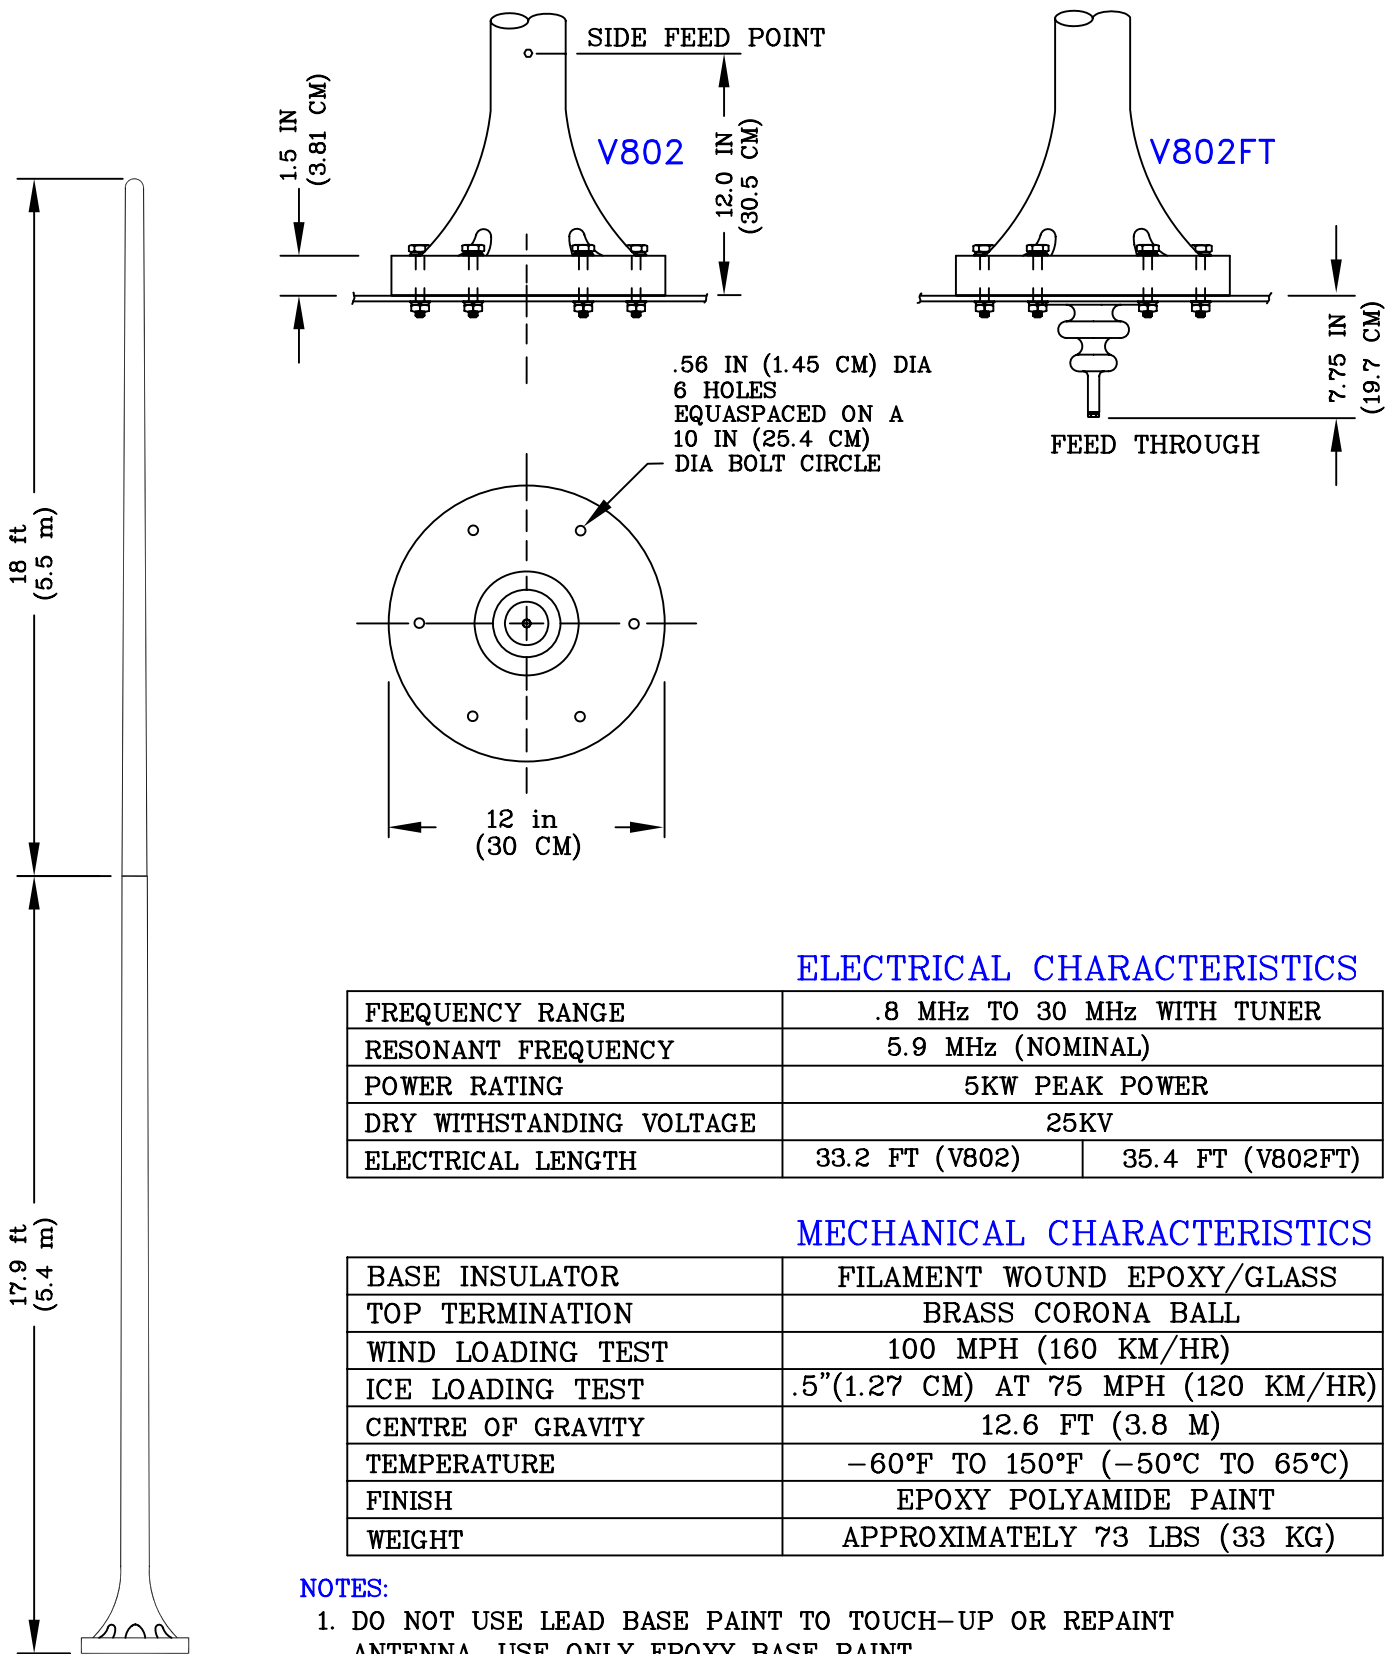 SIDE FEED POINT
1.5 IN
(3.81 CM)
V802
12.0 IN
(30.5 CM)
V802FT
7.75 IN
(19.7 CM)
FEED THROUGH
.56 IN (1.45 CM) DIA
6 HOLES
EQUASPACED ON A
10 IN (25.4 CM)
DIA BOLT CIRCLE
18 ft
(5.5 m)
12 in
(30 CM)
17.9 ft
(5.4 m)
ELECTRICAL CHARACTERISTICS
FREQUENCY RANGE .8 MHz TO 30 MHz WITH TUNER
RESONANT FREQUENCY 5.9 MHz (NOMINAL)
POWER RATING 5KW PEAK POWER
DRY WITHSTANDING VOLTAGE 25KV
ELECTRICAL LENGTH 33.2 FT (V802) 35.4 FT (V802FT)
MECHANICAL CHARACTERISTICS
BASE INSULATOR FILAMENT WOUND EPOXY/GLASS
TOP TERMINATION BRASS CORONA BALL
WIND LOADING TEST 100 MPH (160 KM/HR)
ICE LOADING TEST .5"(1.27 CM) AT 75 MPH (120 KM/HR)
CENTRE OF GRAVITY 12.6 FT (3.8 M)
TEMPERATURE -60°F TO 150°F (-50°C TO 65°C)
FINISH EPOXY POLYAMIDE PAINT
WEIGHT APPROXIMATELY 73 LBS (33 KG)
NOTES:
1. DO NOT USE LEAD BASE PAINT TO TOUCH-UP OR REPAINT
ANTENNA. USE ONLY EPOXY BASE PAINT